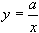 y = a/x